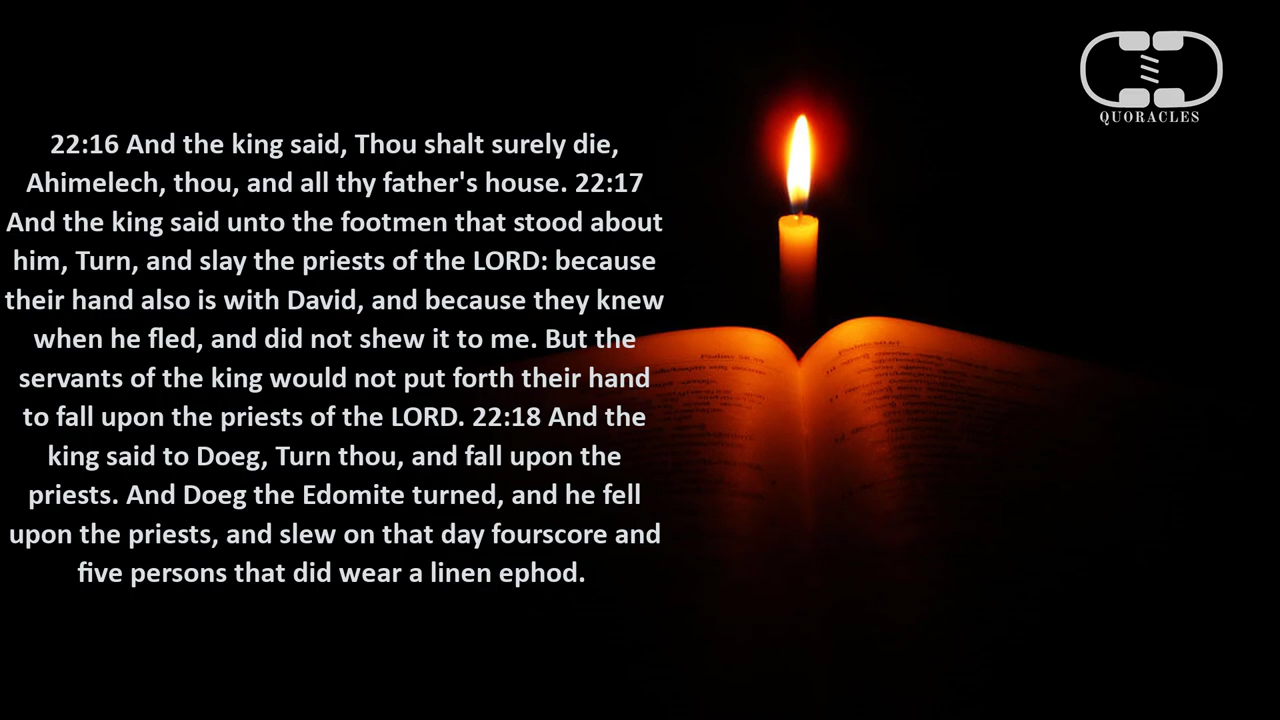 22:16 And the king said, Thou shalt surely die,
Ahimelech, thou, and all thy father's house. 22:17
And the king said unto the footmen that stood about
him, Turn, and slay the priests of the LORD: because
their hand also is with David, and because they knew
when he fled, and did not shew it to me. But the
servants of the king would not put forth their hand
to fall upon the priests of the LORD. 22:18 And the
king said to Doeg, Turn thou, and fall upon the
priests. And Doeg the Edomite turned, and he fell
upon the priests, and slew on that day fourscore and
five persons that did wear a linen ephod.
QUORACLES